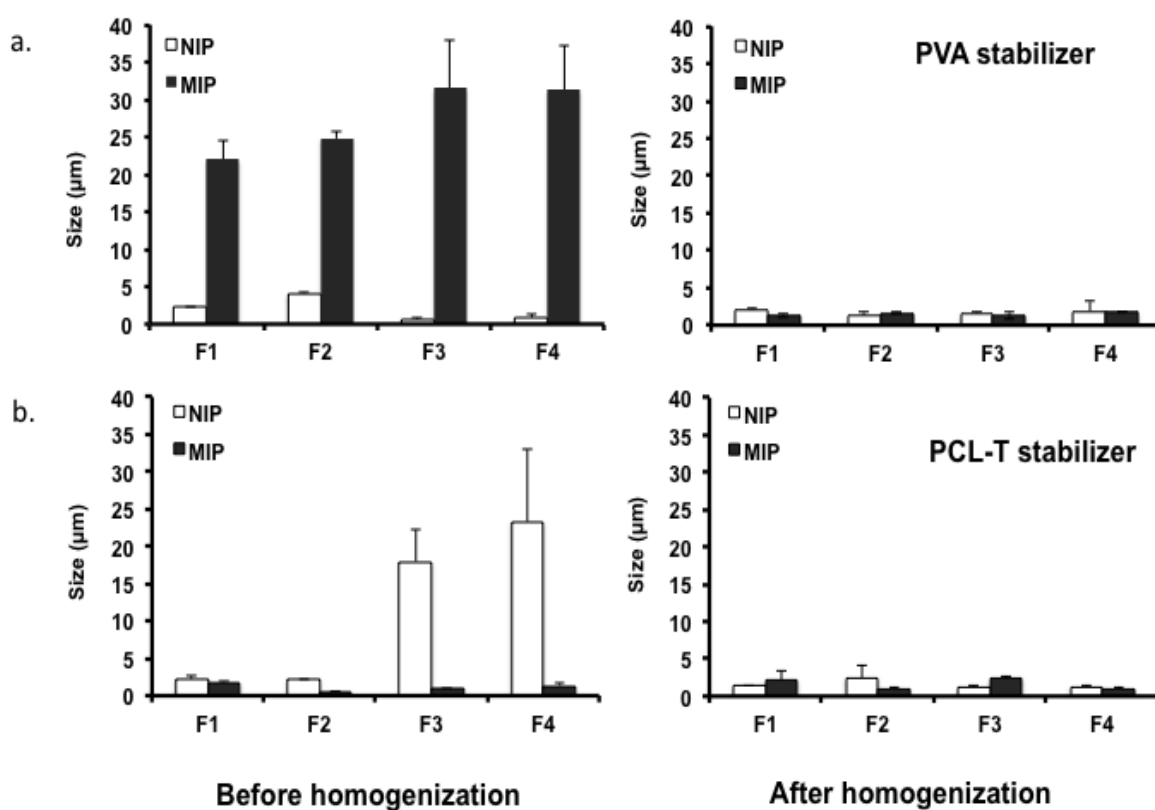 a.
40
35
30
25
20
15
10
5
0
Size (µm)
NIP
MIP
F1 F2 F3 F4
40
35
30
25
20
15
10
5
0
Size (µm)
NIP
MIP
PVA stabilizer
F1 F2 F3 F4
b.
40
35
30
25
20
15
10
5
0
Size (µm)
NIP
MIP
F1 F2 F3 F4
Before homogenization
40
35
30
25
20
15
10
5
0
Size (µm)
NIP
MIP
PCL-T stabilizer
F1 F2 F3 F4
After homogenization